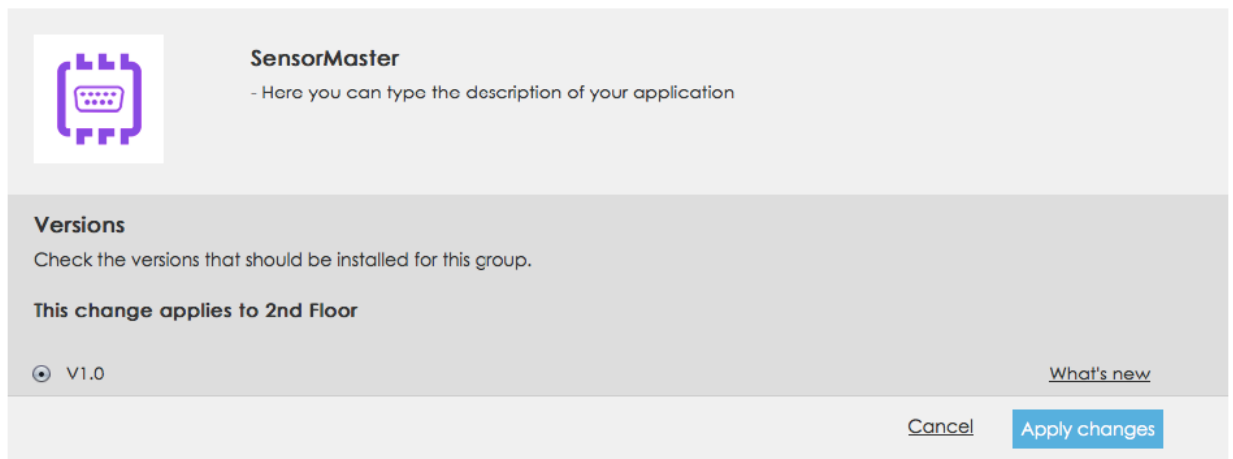 SensorMaster
- Here you can type the description of your application
Versions
Check the versions that should be installed for this group.
This change applies to 2nd Floor
V1.0
What's new
Cancel
Apply changes